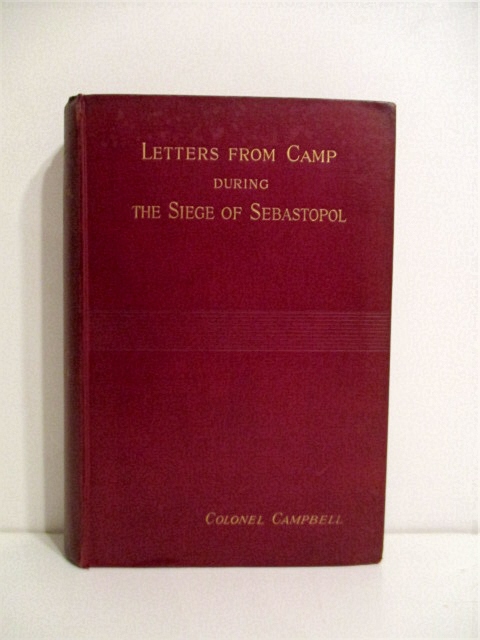 Letters from Camp
during
the Siege of Sebastopol
Colonel Campbell